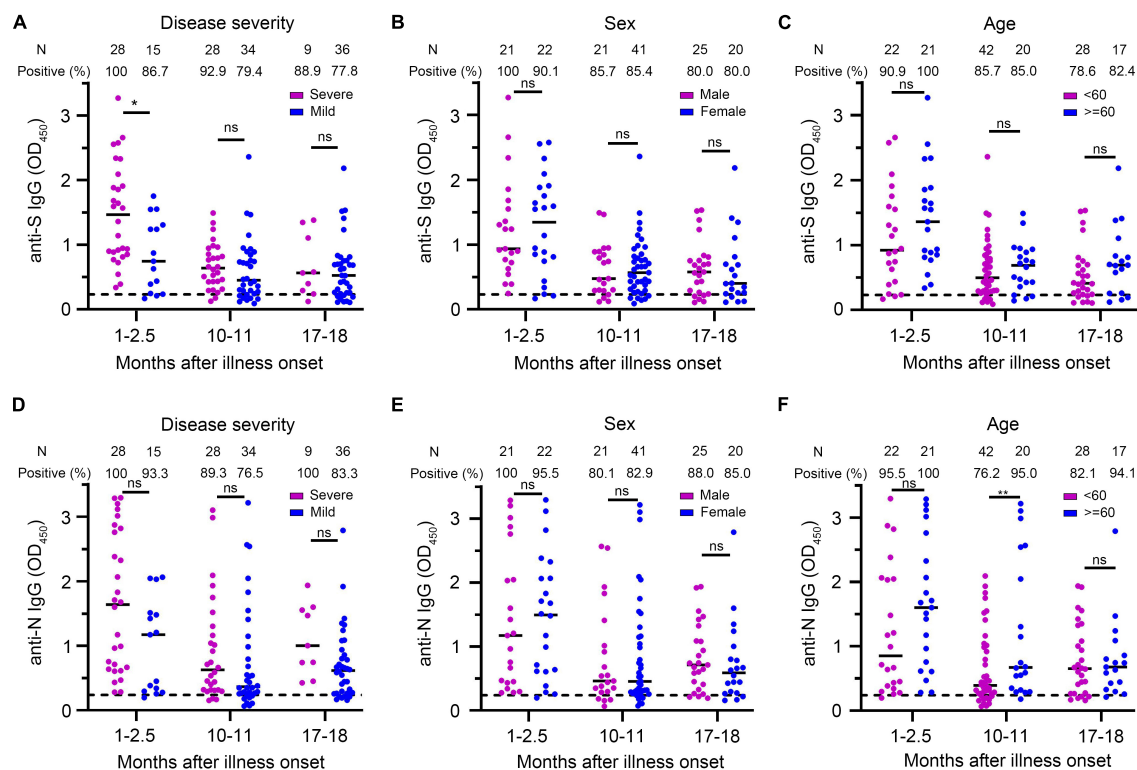 A
Disease severity
N 28 15 28 34 9 36
Positive (%) 100 86.7 92.9 79.4 88.9 77.8
Severe
Mild
* ns ns
anti-S IgG (OD450)
3
2
1
0
1-2.5 10-11 17-18
Months after illness onset
B
Sex
N 21 22 21 41 25 20
Positive (%) 100 90.1 85.7 85.4 80.0 80.0
Male
Female
ns ns ns
anti-S IgG (OD450)
3
2
1
0
1-2.5 10-11 17-18
Months after illness onset
C
Age
N 22 21 42 20 28 17
Positive (%) 90.9 100 85.7 85.0 78.6 82.4
<60
>=60
ns ns ns
anti-S IgG (OD450)
3
2
1
0
1-2.5 10-11 17-18
Months after illness onset
D
Disease severity
N 28 15 28 34 9 36
Positive (%) 100 93.3 89.3 76.5 100 83.3
Severe
Mild
ns ns ns
anti-N IgG (OD450)
3
2
1
0
1-2.5 10-11 17-18
Months after illness onset
E
Sex
N 21 22 21 41 25 20
Positive (%) 100 95.5 80.1 82.9 88.0 85.0
Male
Female
ns ns ns
anti-N IgG (OD450)
3
2
1
0
1-2.5 10-11 17-18
Months after illness onset
F
Age
N 22 21 42 20 28 17
Positive (%) 95.5 100 76.2 95.0 82.1 94.1
<60
>=60
ns ** ns
anti-N IgG (OD450)
3
2
1
0
1-2.5 10-11 17-18
Months after illness onset